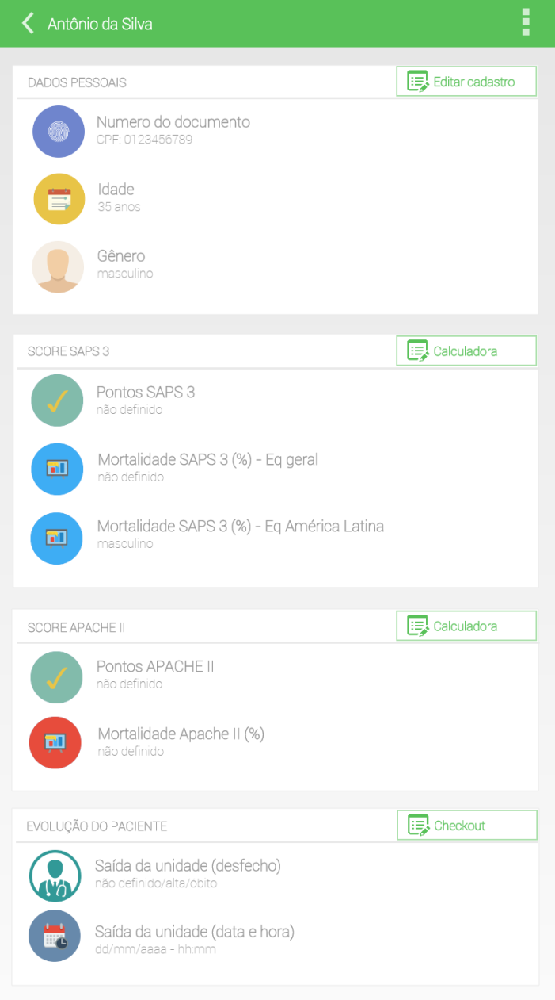 Antônio da Silva
DADOS PESSOAIS
Editar cadastro
Numero do documento
CPF: 0123456789
Idade
35 anos
Gênero
masculino
SCORE SAPS 3
Calculadora
Pontos SAPS 3
não definido
Mortalidade SAPS 3 (%) - Eq geral
não definido
Mortalidade SAPS 3 (%) - Eq América Latina
masculino
SCORE APACHE II
Calculadora
Pontos APACHE II
não definido
Mortalidade Apache II (%)
não definido
EVOLUÇÃO DO PACIENTE
Checkout
Saída da unidade (desfecho)
não definido/alta/obito
Saída da unidade (data e hora)
dd/mm/aaaa - hh:mm